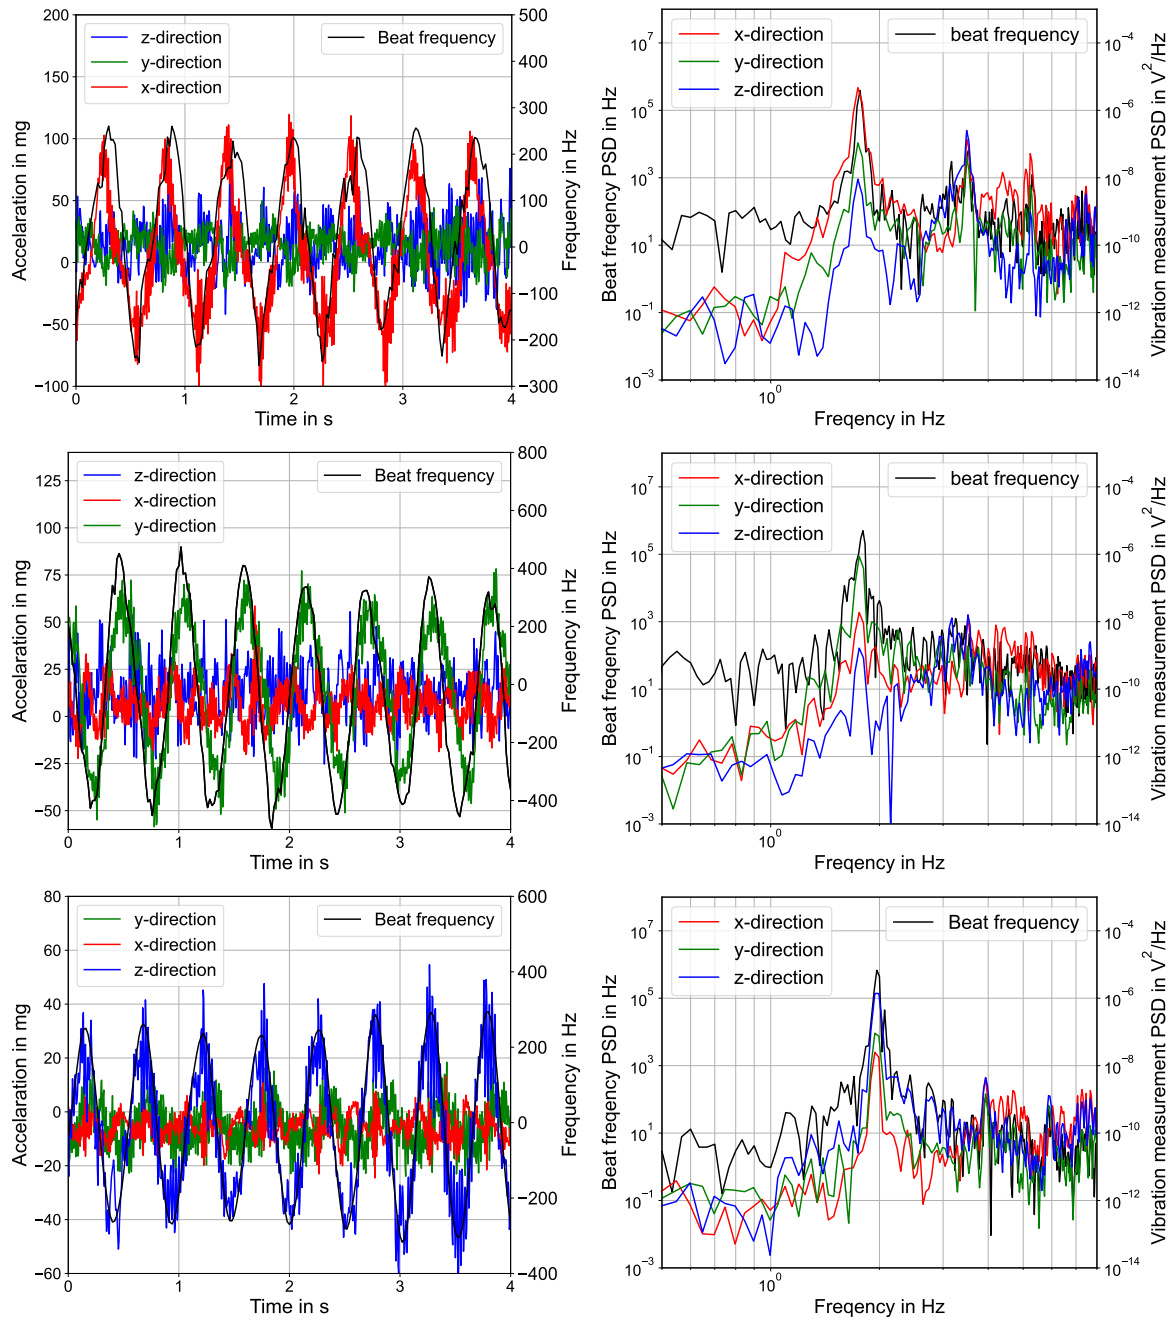 200
150
100
50
0
−50
−100
500
400
300
200
100
0
−100
−200
−300
0
1
2
3
4
Accelaration in mg
Frequency in Hz
Time in s
z-direction
y-direction
x-direction
Beat frequency
10^7
10^5
10^3
10^1
10^−1
10^−3
10^−4
10^−6
10^−8
10^−10
10^−12
10^−14
10^0
Beat freqency PSD in Hz
Vibration measurement PSD in V^2/Hz
Freqency in Hz
x-direction
y-direction
z-direction
beat frequency
125
100
75
50
25
0
−25
−50
800
600
400
200
0
−200
−400
0
1
2
3
4
Accelaration in mg
Frequency in Hz
Time in s
z-direction
x-direction
y-direction
Beat frequency
10^7
10^5
10^3
10^1
10^−1
10^−3
10^−4
10^−6
10^−8
10^−10
10^−12
10^−14
10^0
Beat freqency PSD in Hz
Vibration measurement PSD in V^2/Hz
Freqency in Hz
x-direction
y-direction
z-direction
beat frequency
80
60
40
20
0
−20
−40
−60
600
400
200
0
−200
−400
0
1
2
3
4
Accelaration in mg
Frequency in Hz
Time in s
y-direction
x-direction
z-direction
Beat frequency
10^7
10^5
10^3
10^1
10^−1
10^−3
10^−4
10^−6
10^−8
10^−10
10^−12
10^−14
10^0
Beat freqency PSD in Hz
Vibration measurement PSD in V^2/Hz
Freqency in Hz
x-direction
y-direction
z-direction
Beat frequency